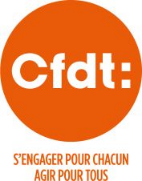 Cfdt:
S'ENGAGER POUR CHACUN
AGIR POUR TOUS